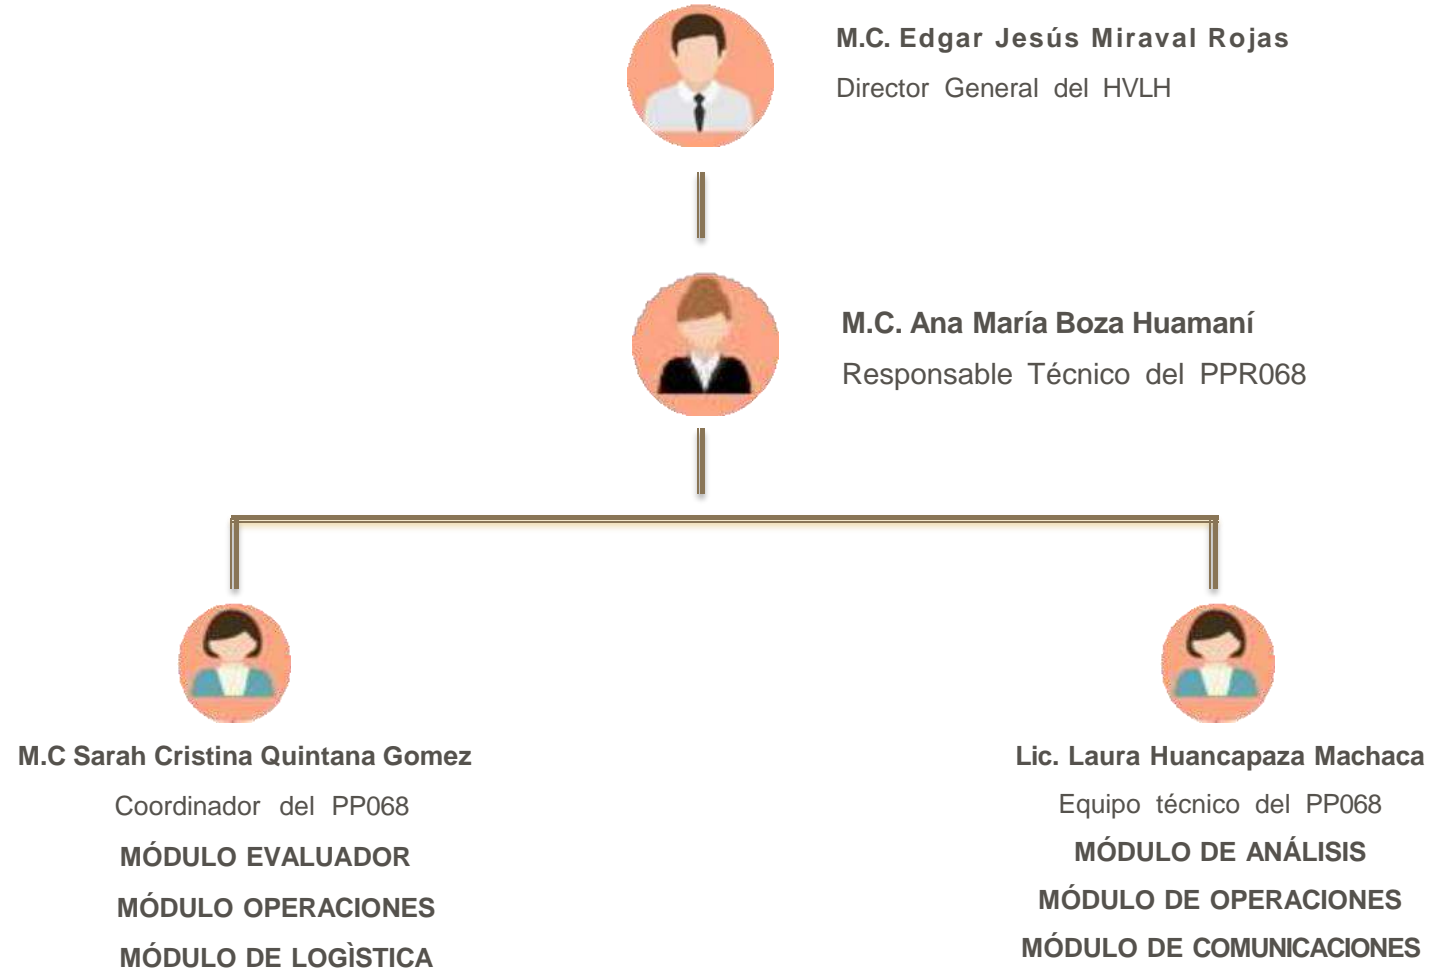 M.C. Edgar Jesús Miraval Rojas
Director General del HVLH
M.C. Ana María Boza Huamaní
Responsable Técnico del PPR068
M.C Sarah Cristina Quintana Gomez
Coordinador del PP068
MÓDULO EVALUADOR
MÓDULO OPERACIONES
MÓDULO DE LOGÌSTICA
Lic. Laura Huancapaza Machaca
Equipo técnico del PP068
MÓDULO DE ANÁLISIS
MÓDULO DE OPERACIONES
MÓDULO DE COMUNICACIONES